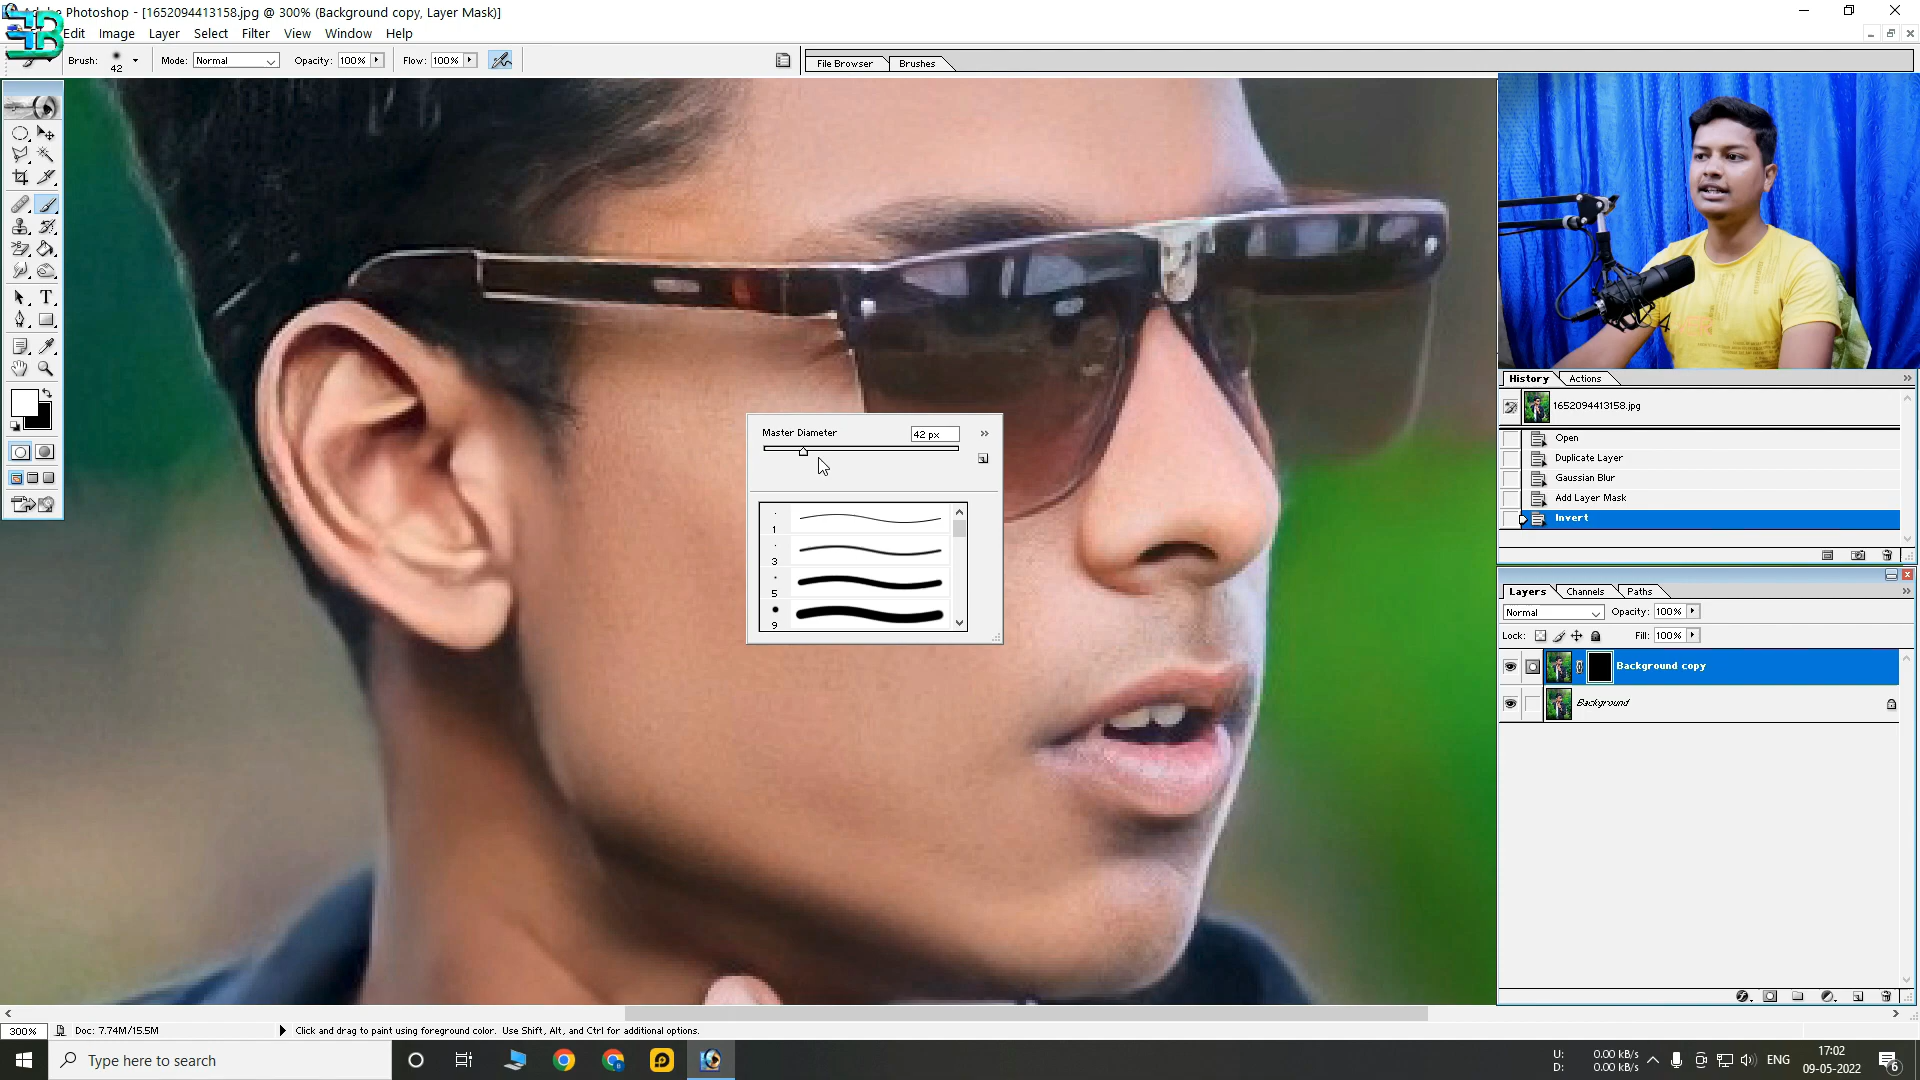 Adobe Photoshop - [1652094413158.jpg @ 300% (Background copy, Layer Mask)]
Edit Image Layer Select Filter View Window Help
Brush: 42 Mode: Normal Opacity: 100% Flow: 100% File Browser Brushes
History Actions
1652094413158.jpg
Open
Duplicate Layer
Gaussian Blur
Add Layer Mask
Invert
Master Diameter 42 px
1
3
5
9
Layers Channels Paths
Normal Opacity: 100%
Lock: Fill: 100%
Background copy
Background
300% Doc: 7.74M/15.5M Click and drag to paint using foreground color. Use Shift, Alt, and Ctrl for additional options.
Type here to search
U: 0.00 kB/s
D: 0.00 kB/s
ENG
17:02
09-05-2022
6